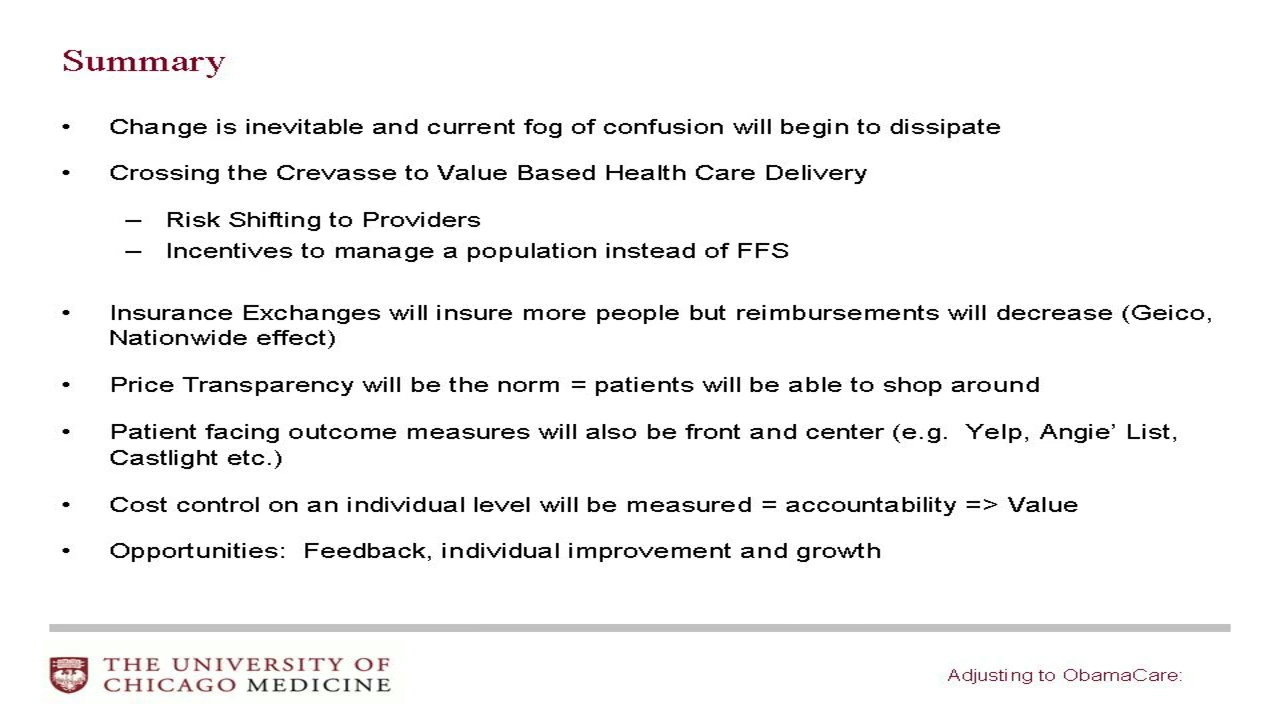 Summary
• Change is inevitable and current fog of confusion will begin to dissipate
• Crossing the Crevasse to Value Based Health Care Delivery
– Risk Shifting to Providers
– Incentives to manage a population instead of FFS
• Insurance Exchanges will insure more people but reimbursements will decrease (Geico,
Nationwide effect)
• Price Transparency will be the norm = patients will be able to shop around
• Patient facing outcome measures will also be front and center (e.g.  Yelp, Angie’ List,
Castlight etc.)
• Cost control on an individual level will be measured = accountability => Value
• Opportunities:  Feedback, individual improvement and growth
THE UNIVERSITY OF
CHICAGO MEDICINE
Adjusting to ObamaCare: